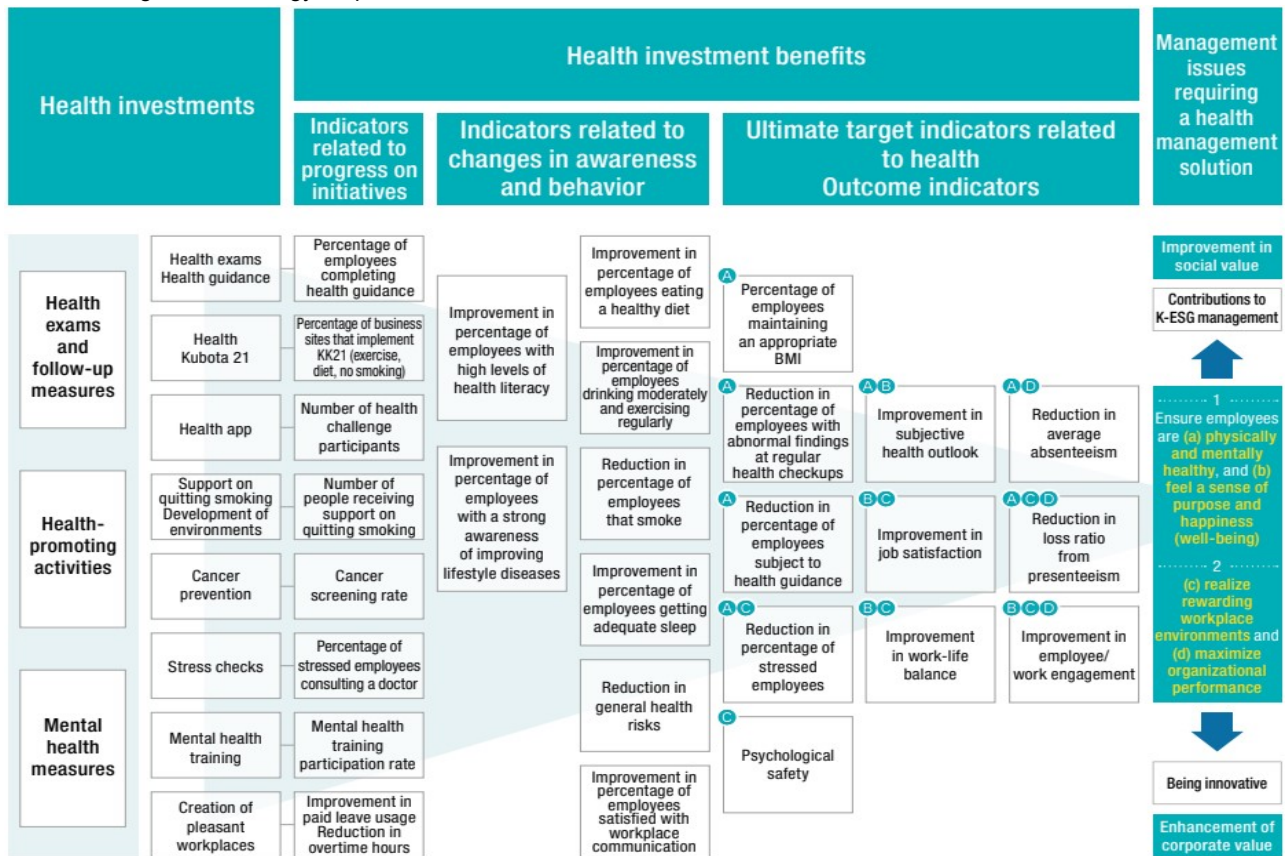 Health investments
Health investment benefits
Management
issues
requiring
a health
management
solution
Indicators
related to
progress on
initiatives
Indicators related to
changes in awareness
and behavior
Ultimate target indicators related
to health
Outcome indicators
Health
exams
and
follow-up
measures
Health-
promoting
activities
Mental
health
measures
Health exams
Health guidance
Percentage of
employees
completing
health guidance
Health
Kubota 21
Percentage of business
sites that implement
KK21 (exercise,
diet, no smoking)
Health app
Number of health
challenge
participants
Support on
quitting smoking
Development of
environments
Number of
people receiving
support on
quitting smoking
Cancer
prevention
Cancer
screening rate
Stress checks
Percentage of
stressed employees
consulting a doctor
Mental health
training
Mental health
training
participation rate
Creation of
pleasant
workplaces
Improvement in
paid leave usage
Reduction in
overtime hours
Improvement in
percentage of
employees with
high levels of
health literacy
Improvement in
percentage of
employees
with a strong
awareness
of improving
lifestyle diseases
Improvement in
percentage of
employees eating
a healthy diet
Improvement in
percentage of
employees
drinking moderately
and exercising
regularly
Reduction in
percentage of
employees
that smoke
Improvement in
percentage of
employees getting
adequate sleep
Reduction in
general health
risks
Improvement in
percentage of
employees
satisfied with
workplace
communication
A
Percentage of
employees
maintaining
an appropriate
BMI
A
Reduction in
percentage of
employees with
abnormal findings
at regular
health checkups
A B
Improvement in
subjective
health outlook
A D
Reduction in
average
absenteeism
A
Reduction in
percentage of
employees
subject to
health guidance
B C
Improvement in
job satisfaction
A C D
Reduction in
loss ratio
from
presenteeism
A C
Reduction in
percentage of
stressed
employees
B C
Improvement
in work-life
balance
B C D
Improvement in
employee/
work engagement
C
Psychological
safety
Improvement in
social value
Contributions to
K-ESG management
1
Ensure employees
are (a) physically
and mentally
healthy, and (b)
feel a sense of
purpose and
happiness
(well-being)
2
(c) realize
rewarding
workplace
environments and
(d) maximize
organizational
performance
Being innovative
Enhancement of
corporate value